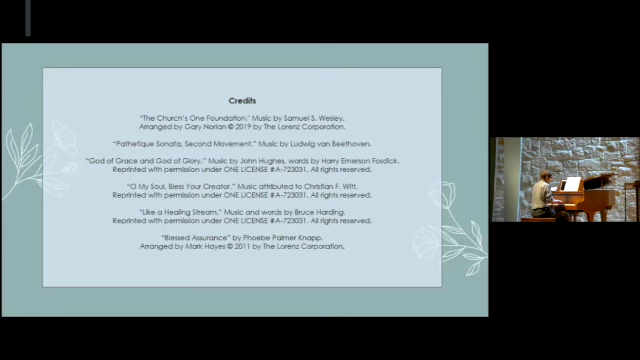 Credits
"The Church's One Foundation." Music by Samuel S. Wesley.
Arranged by Gary Norian © 2019 by The Lorenz Corporation.
"Pathetique Sonata, Second Movement." Music by Ludwig van Beethoven.
"God of Grace and God of Glory." Music by John Hughes, words by Harry Emerson Fosdick.
Reprinted with permission under ONE LICENSE #A-723031. All rights reserved.
"O My Soul, Bless Your Creator." Music attributed to Christian F. Witt.
Reprinted with permission under ONE LICENSE #A-723031. All rights reserved.
"Like a Healing Stream." Music and words by Bruce Harding.
Reprinted with permission under ONE LICENSE #A-723031. All rights reserved.
"Blessed Assurance" by Phoebe Palmer Knapp.
Arranged by Mark Hayes © 2011 by The Lorenz Corporation.